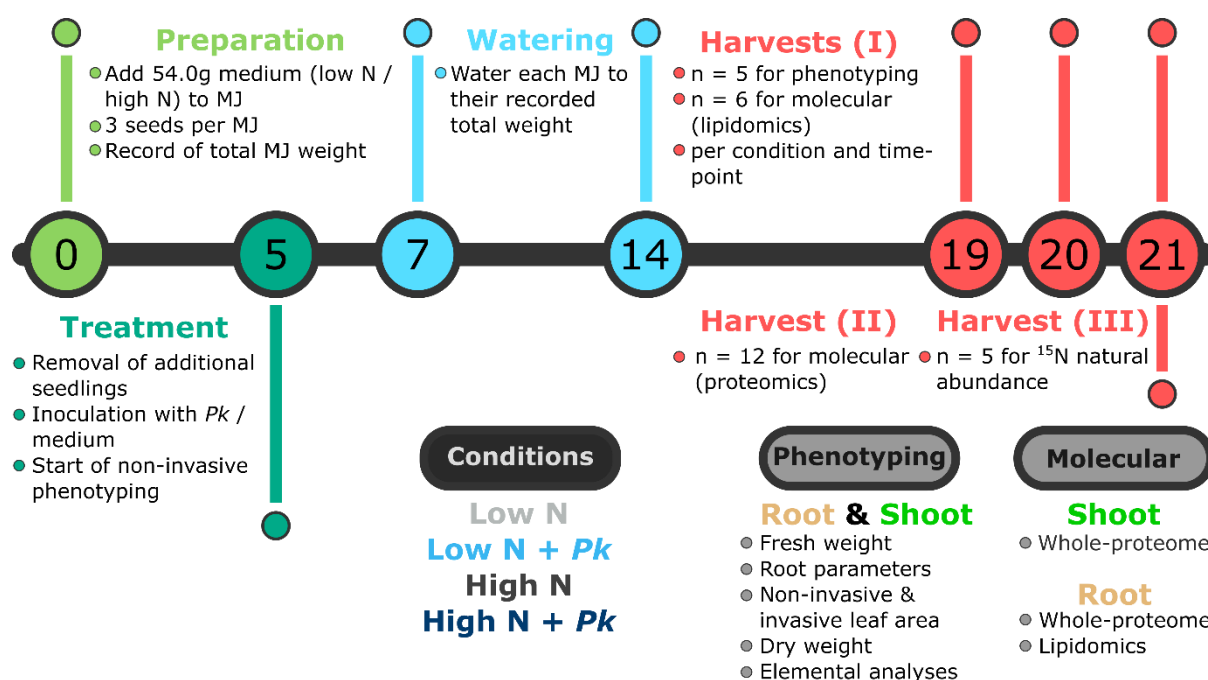 Preparation
Add 54.0g medium (low N /
high N) to MJ
3 seeds per MJ
Record of total MJ weight
Watering
Water each MJ to
their recorded
total weight
Harvests (I)
n = 5 for phenotyping
n = 6 for molecular
(lipidomics)
per condition and time-
point
0
5
7
14
19
20
21
Treatment
Removal of additional
seedlings
Inoculation with Pk /
medium
Start of non-invasive
phenotyping
Harvest (II)
n = 12 for molecular
(proteomics)
Harvest (III)
n = 5 for ¹⁵N natural
abundance
Conditions
Low N
Low N + Pk
High N
High N + Pk
Phenotyping
Root & Shoot
Fresh weight
Root parameters
Non-invasive &
invasive leaf area
Dry weight
Elemental analyses
Molecular
Shoot
Whole-proteome
Root
Whole-proteome
Lipidomics